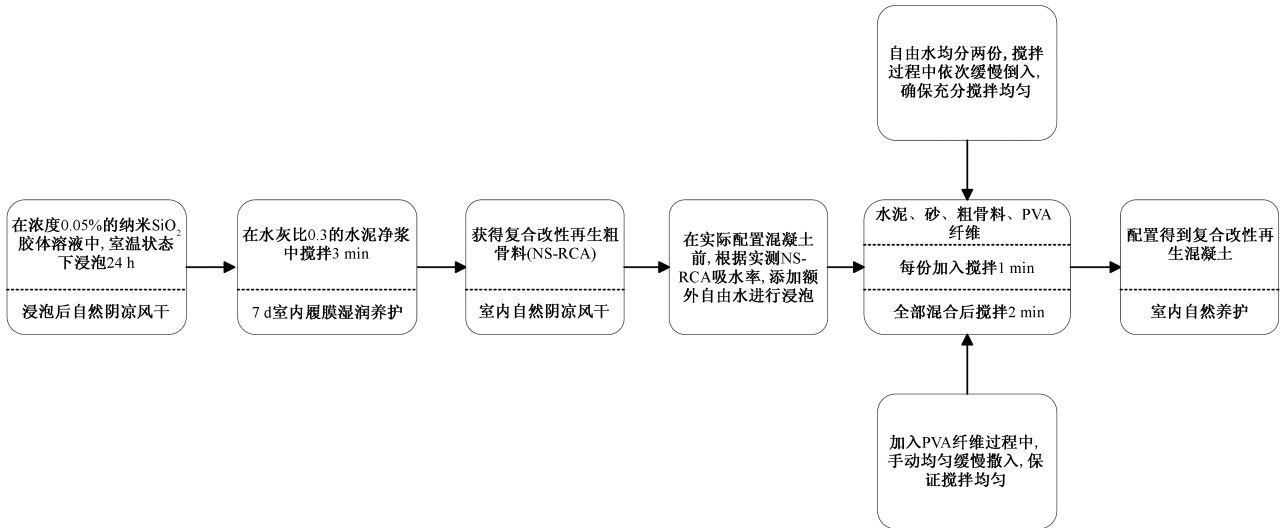 自由水均分两份, 搅拌
过程中依次缓慢倒入,
确保充分搅拌均匀
在浓度0.05%的纳米SiO₂
胶体溶液中, 室温状态
下浸泡24 h
浸泡后自然阴凉风干
在水灰比0.3的水泥净浆
中搅拌3 min
7 d室内履膜湿润养护
获得复合改性再生粗
骨料(NS-RCA)
室内自然阴凉风干
在实际配置混凝土
前, 根据实测NS-
RCA吸水率, 添加额
外自由水进行浸泡
水泥、砂、粗骨料、PVA
纤维
每份加入搅拌1 min
全部混合后搅拌2 min
配置得到复合改性再
生混凝土
室内自然养护
加入PVA纤维过程中,
手动均匀缓慢撒入, 保
证搅拌均匀